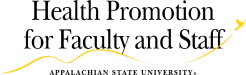 Health Promotion
for Faculty and Staff
APPALACHIAN STATE UNIVERSITY®